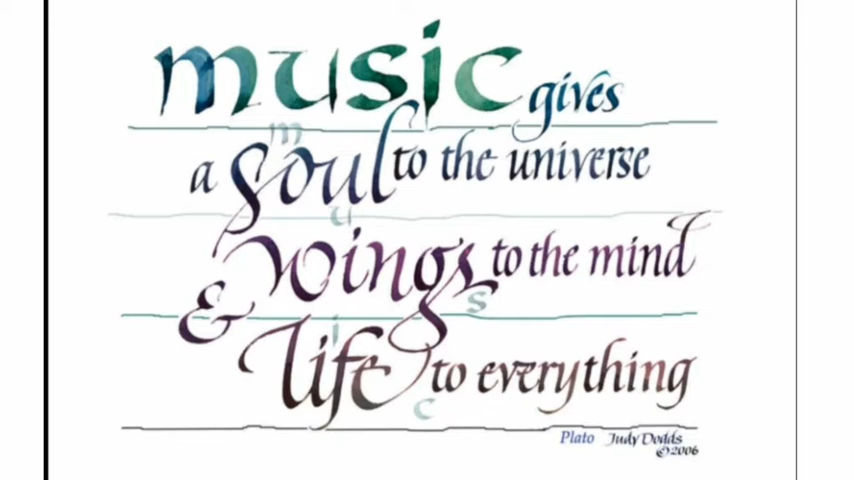 music gives
m
a soul to the universe
u
wings to the mind
s
&
i
life to everything
c
Plato Judy Dodds
©2006